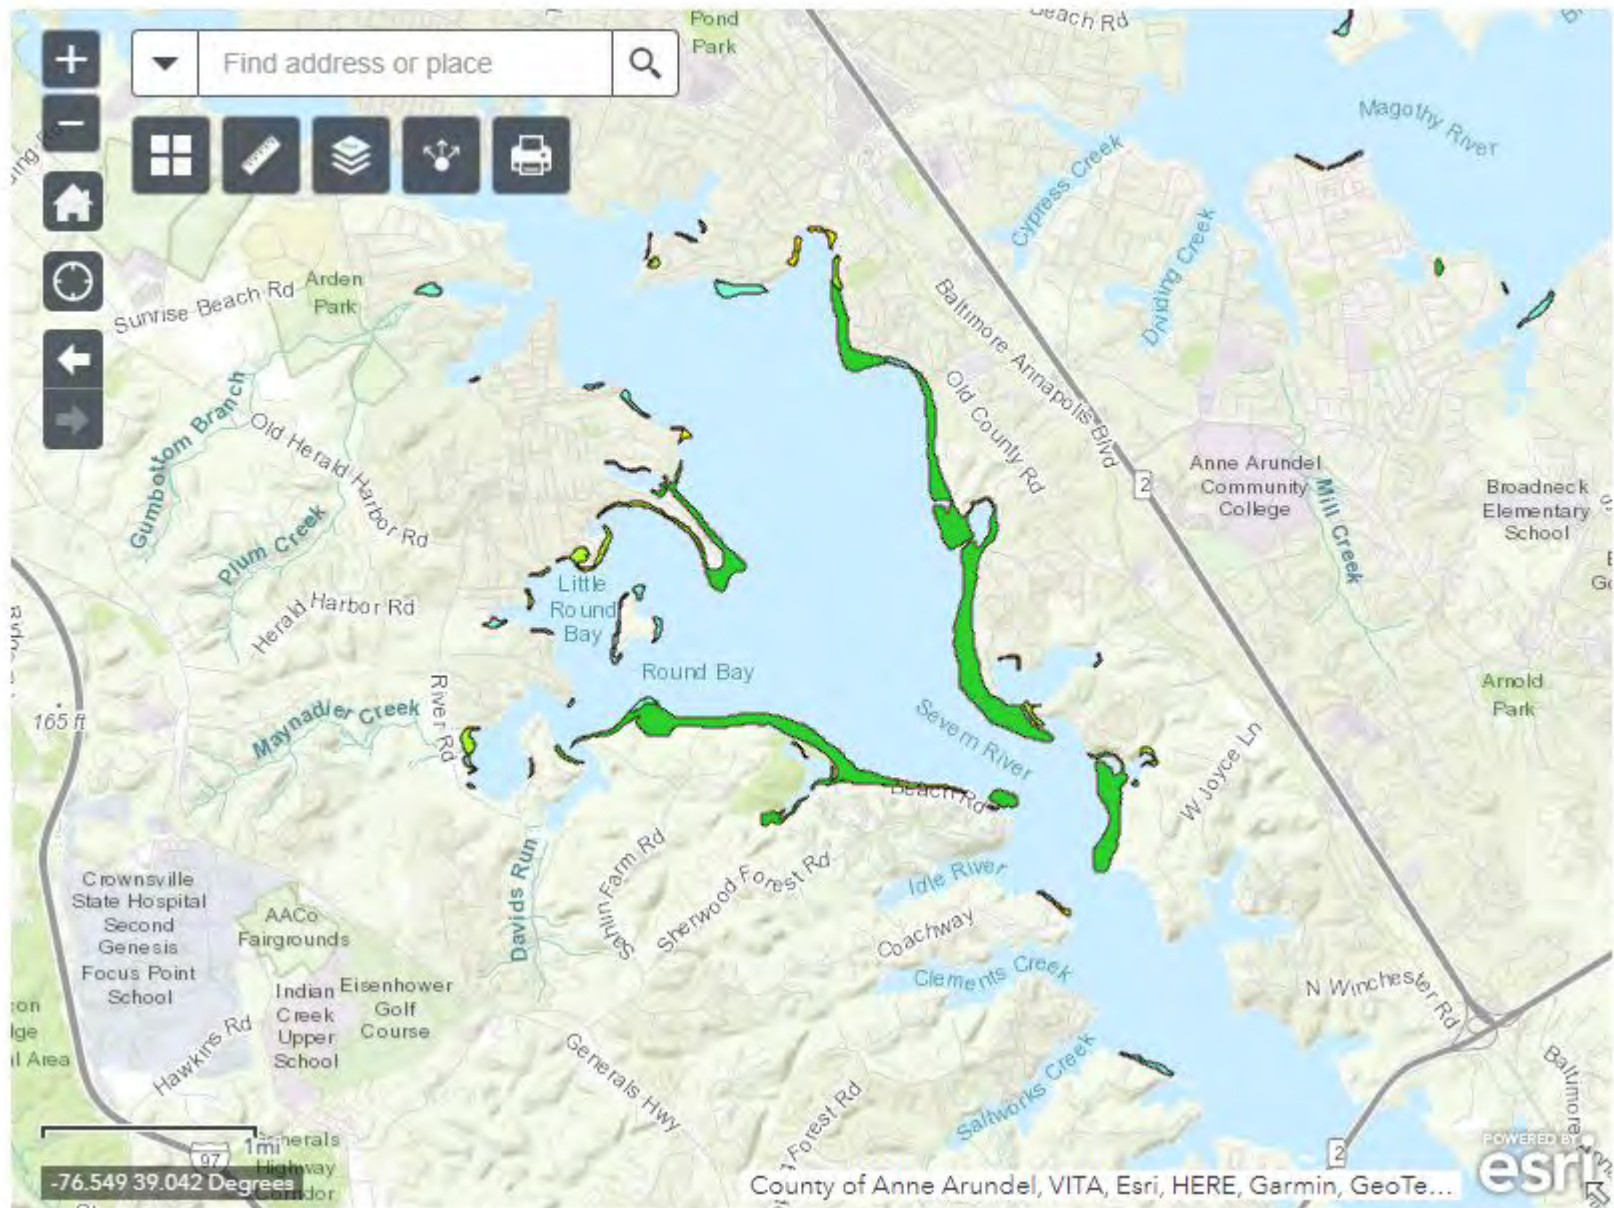 Pond
Park
Beach Rd
Find address or place
Magothy River
Cypress Creek
Dividing Creek
Arden
Park
Sunrise Beach Rd
Baltimore Annapolis Blvd
Old County Rd
Gumbottom Branch
Old Herald Harbor Rd
Anne Arundel
Community
College
2
Mill Creek
Broadneck
Elementary
School
Plum Creek
Herald Harbor Rd
Little
Round
Bay
Round Bay
Arnold
Park
165 ft
Maynadier Creek
River Rd
Severn River
W Joyce Ln
Beach Rd
Crownsville
State Hospital
Second
Genesis
Focus Point
School
AACo
Fairgrounds
Davids Run
Sherwood Forest Rd
Idle River
Coachway
Clements Creek
Indian
Creek
Upper
School
Eisenhower
Golf
Course
N Winchester Rd
Hawkins Rd
Generals Hwy
Forest Rd
Saltworks Creek
Baltimore
al Area
1mi
97
Highway
2
-76.549 39.042 Degrees
County of Anne Arundel, VITA, Esri, HERE, Garmin, GeoTe...
POWERED BY
esri